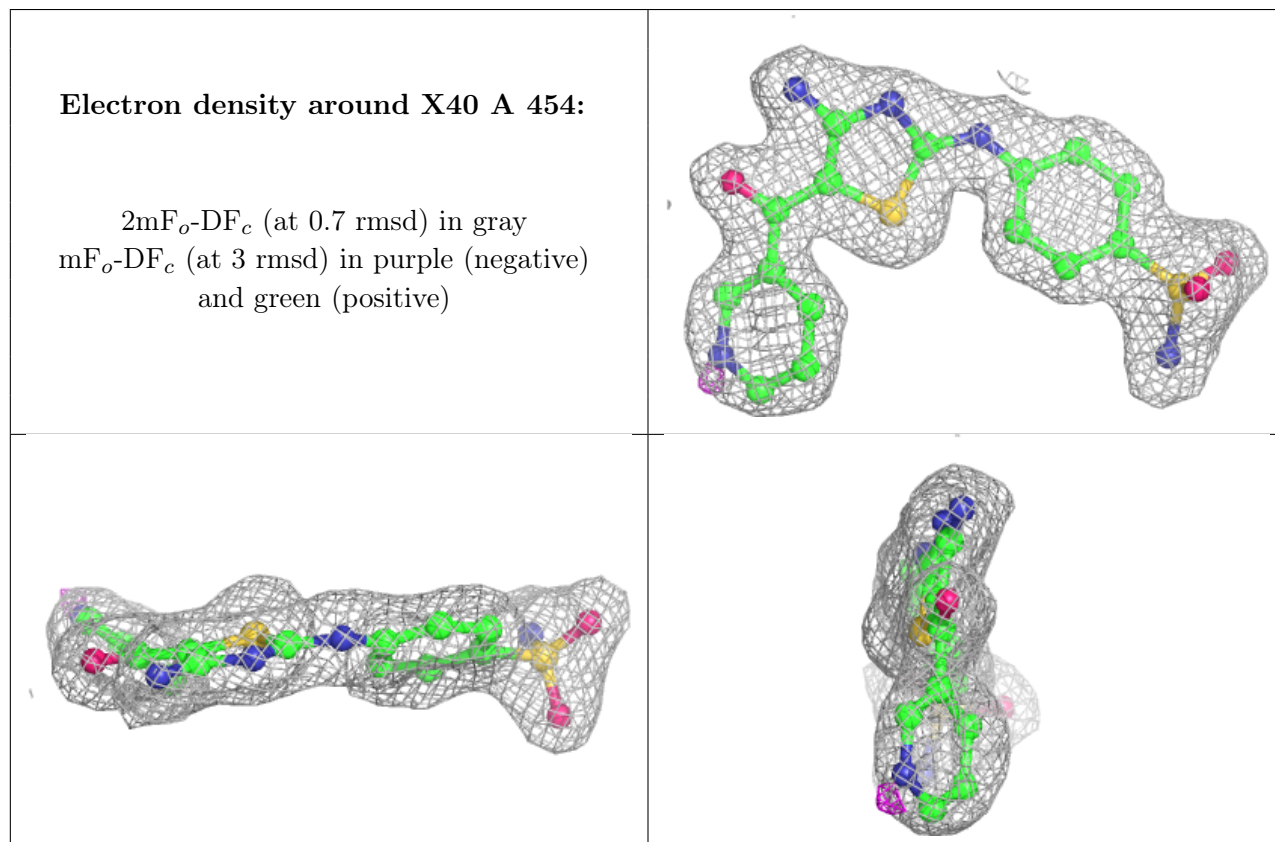 Electron density around X40 A 454:
2mFo-DFc (at 0.7 rmsd) in gray
mFo-DFc (at 3 rmsd) in purple (negative)
and green (positive)